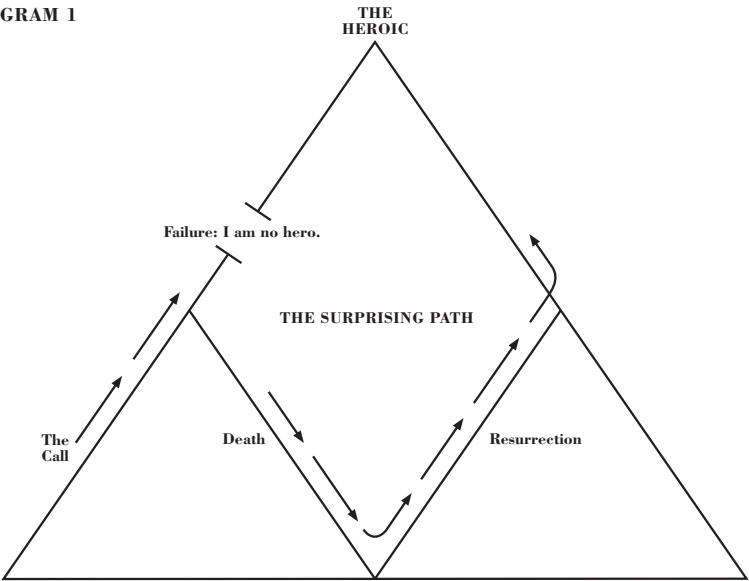 GRAM 1
THE
HEROIC
Failure: I am no hero.
THE SURPRISING PATH
The
Call
Death
Resurrection